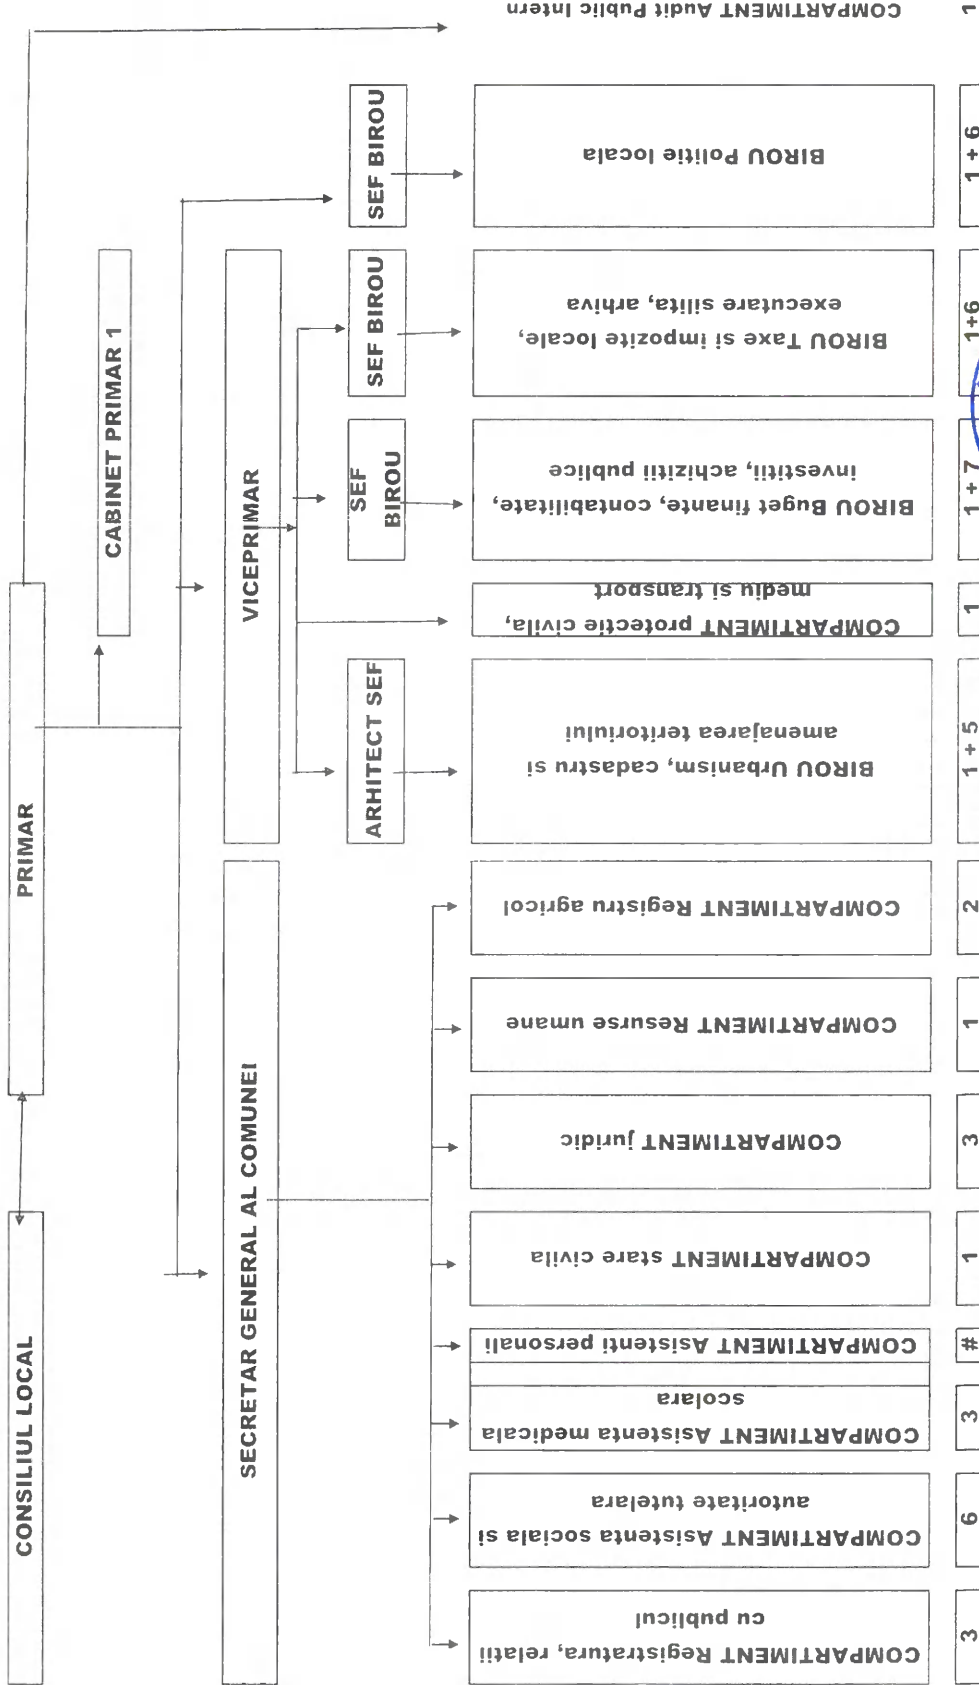 CONSILIUL LOCAL
PRIMAR
CABINET PRIMAR 1
SECRETAR GENERAL AL COMUNEI
VICEPRIMAR
ARHITECT SEF
SEF
BIROU
SEF BIROU
SEF BIROU
COMPARTIMENT Registratura, relatii
cu publicul
COMPARTIMENT Asistenta sociala si
autoritate tutelara
COMPARTIMENT Asistenta medicala
scolara
COMPARTIMENT Asistenti personali
COMPARTIMENT stare civila
COMPARTIMENT juridic
COMPARTIMENT Resurse umane
COMPARTIMENT Registru agricol
BIROU Urbanism, cadastru si
amenajarea teritoriului
COMPARTIMENT protectie civila,
mediu si transport
BIROU Buget finante, contabilitate,
investitii, achizitii publice
BIROU Taxe si impozite locale,
executare silita, arhiva
BIROU Politie locala
COMPARTIMENT Audit Public Intern
3
6
3
#
1
3
1
2
1 + 5
1
1 + 7
1+6
1 + 6
1